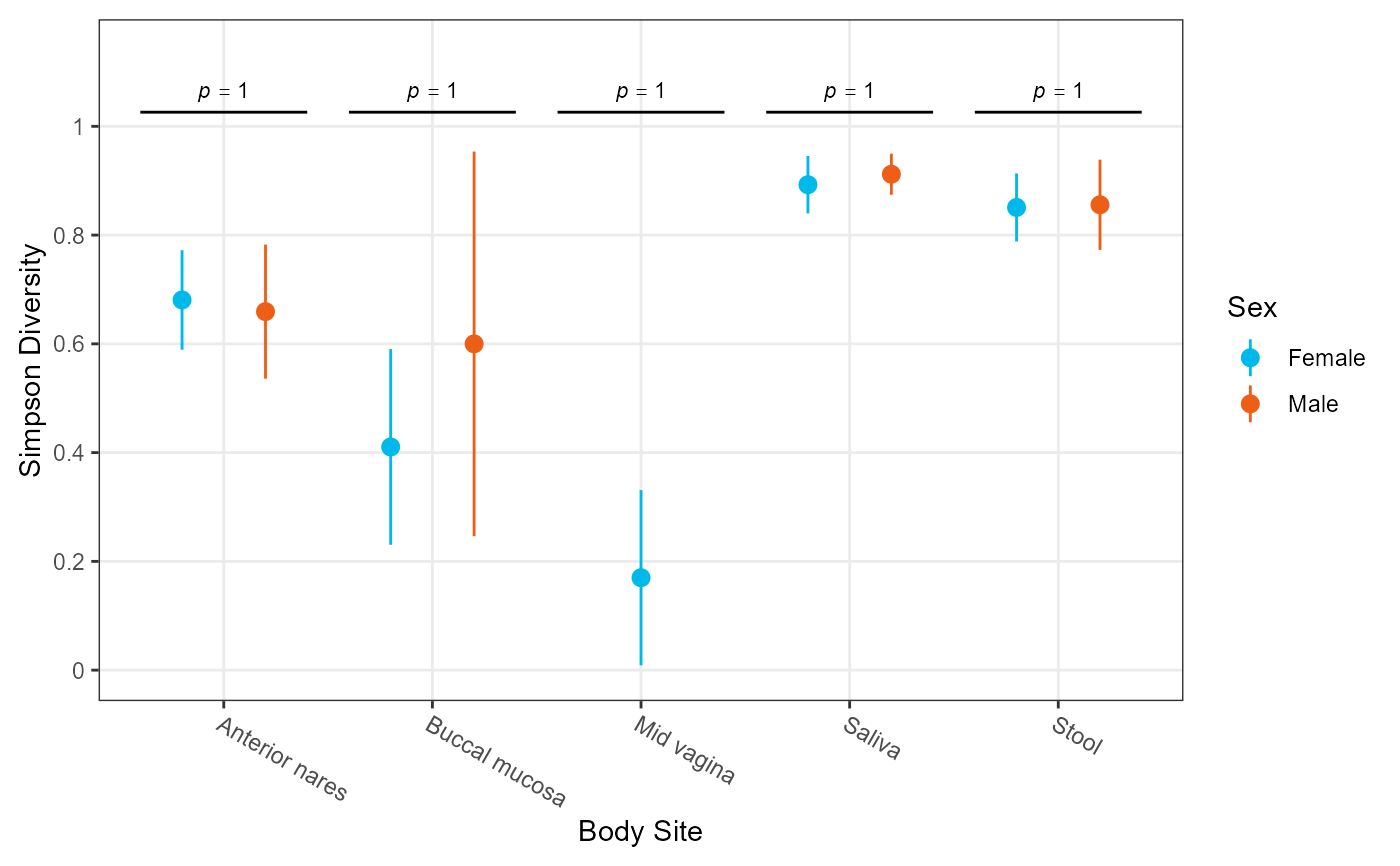 p = 1
p = 1
p = 1
p = 1
p = 1
1
0.8
0.6
0.4
0.2
0
Simpson Diversity
Anterior nares
Buccal mucosa
Mid vagina
Saliva
Stool
Body Site
Sex
Female
Male